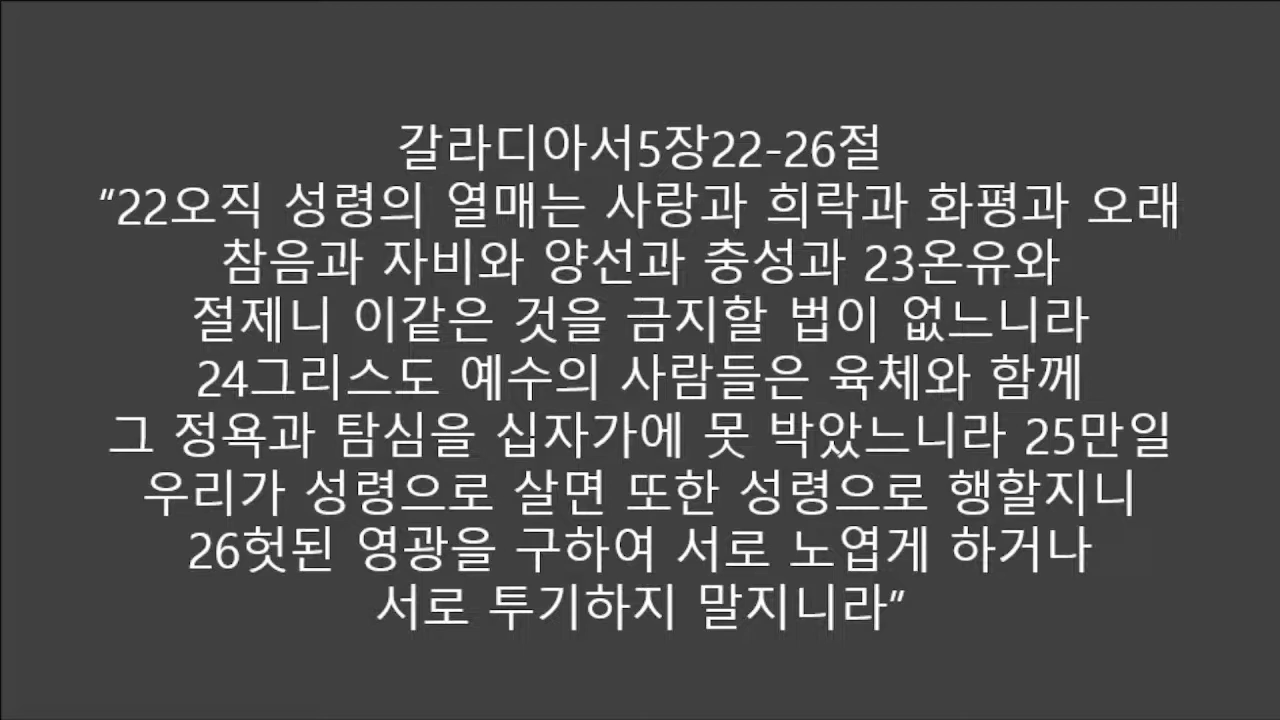 갈라디아서5장22-26절
“22오직 성령의 열매는 사랑과 희락과 화평과 오래
참음과 자비와 양선과 충성과 23온유와
절제니 이같은 것을 금지할 법이 없느니라
24그리스도 예수의 사람들은 육체와 함께
그 정욕과 탐심을 십자가에 못 박았느니라 25만일
우리가 성령으로 살면 또한 성령으로 행할지니
26헛된 영광을 구하여 서로 노엽게 하거나
서로 투기하지 말지니라”